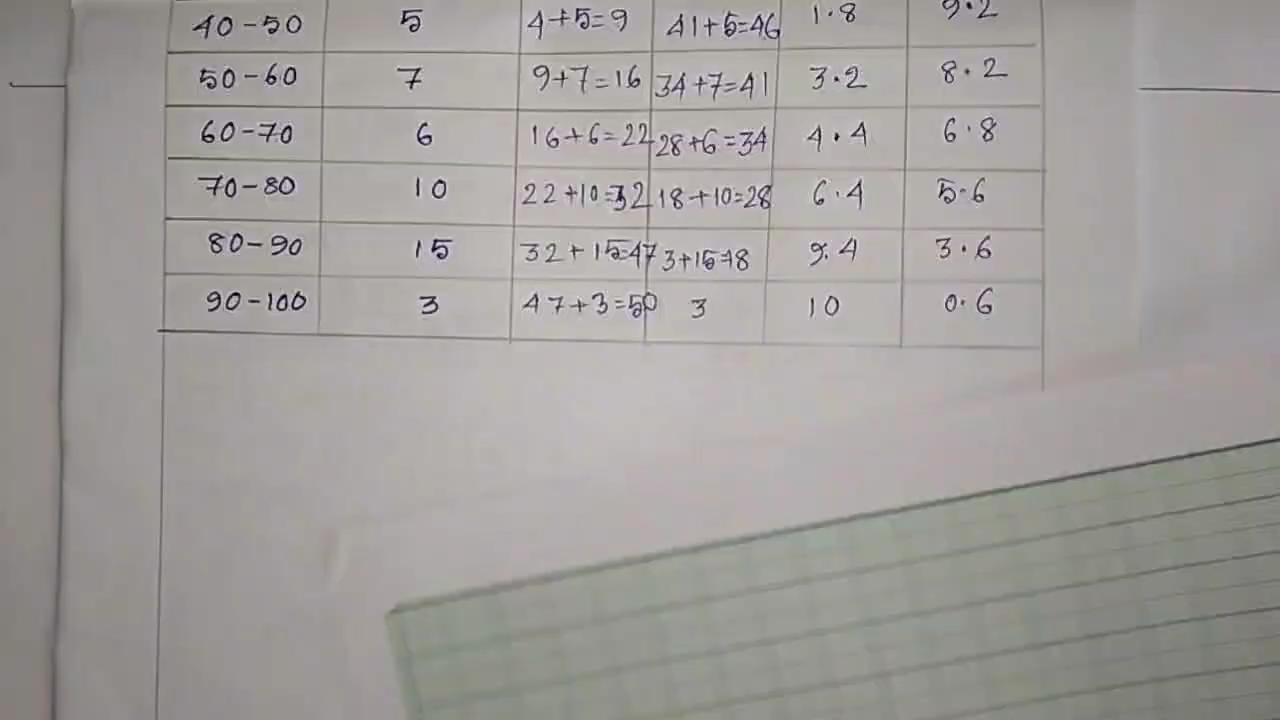 40-50 5 4+5=9 41+5=46 1.8 9.2
50-60 7 9+7=16 34+7=41 3.2 8.2
60-70 6 16+6=22 28+6=34 4.4 6.8
70-80 10 22+10=32 18+10=28 6.4 5.6
80-90 15 32+15=47 3+15=18 9.4 3.6
90-100 3 47+3=50 3 10 0.6